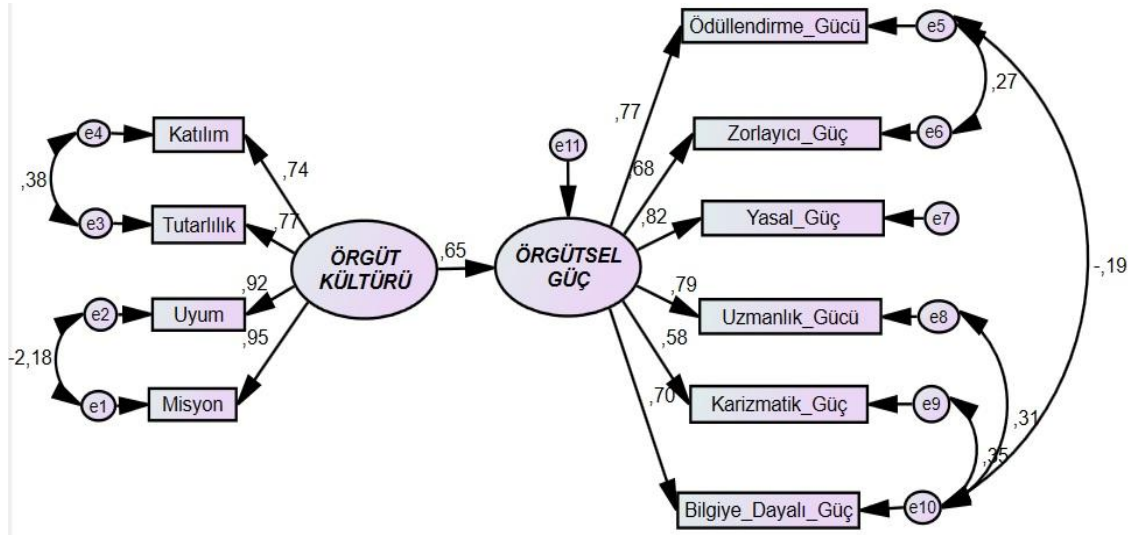 Ödüllendirme_Gücü
e5
,27
,77
Zorlayıcı_Güç
e6
e4
Katılım
e11
,74
,68
,38
Yasal_Güç
e7
e3
Tutarlılık
,77
,82
ÖRGÜT
KÜLTÜRÜ
,65
ÖRGÜTSEL
GÜÇ
-,19
,92
,79
e2
Uyum
Uzmanlık_Gücü
e8
,95
,58
-2,18
e1
Misyon
,70
Karizmatik_Güç
e9
,31
,35
Bilgiye_Dayalı_Güç
e10